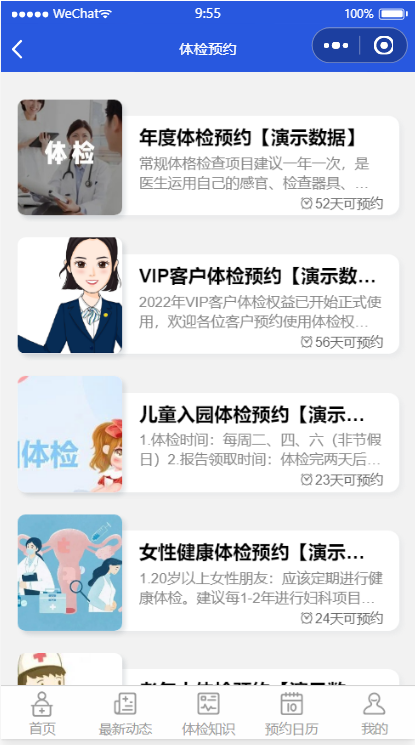 WeChat
9:55
100%
体检预约
体检
年度体检预约【演示数据】
常规体格检查项目建议一年一次，是
医生运用自己的感官、检查器具、...
52天可预约
VIP客户体检预约【演示数...
2022年VIP客户体检权益已开始正式使
用，欢迎各位客户预约使用体检权...
56天可预约
体检
儿童入园体检预约【演示...
1.体检时间：每周二、四、六（非节假
日）2.报告领取时间：体检完两天后...
23天可预约
女性健康体检预约【演示...
1.20岁以上女性朋友：应该定期进行健
康体检。建议每1-2年进行妇科项目...
24天可预约
首页
最新动态
体检知识
10
预约日历
我的